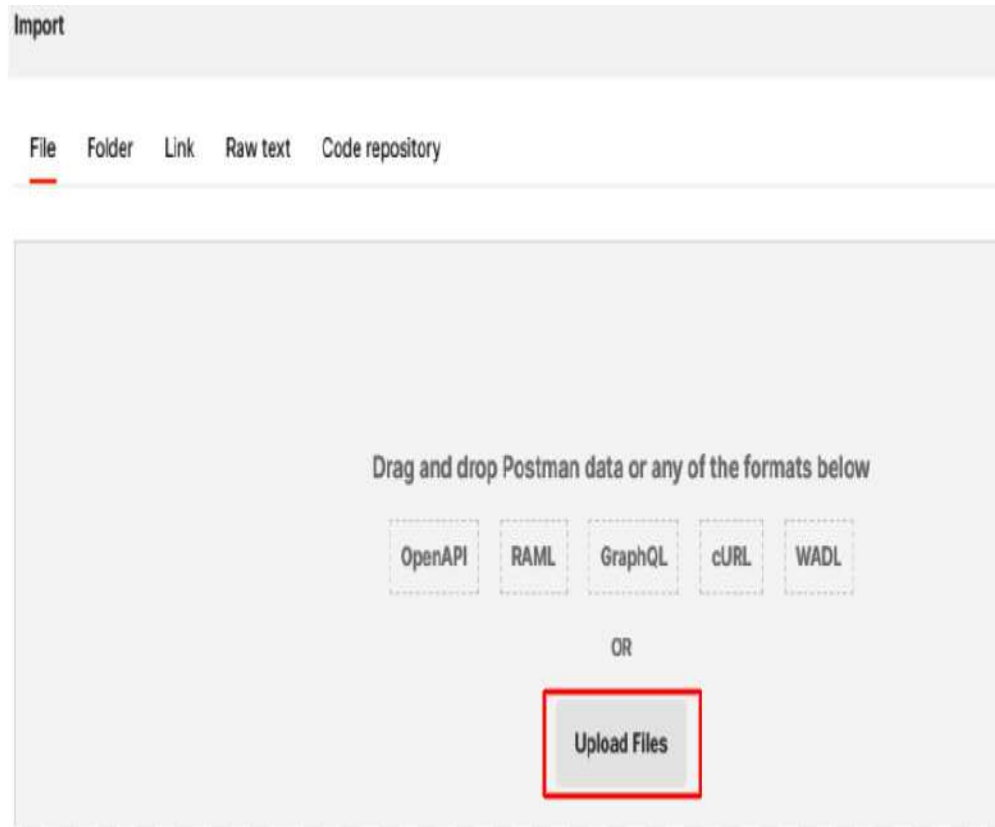 Import
File Folder Link Raw text Code repository
Drag and drop Postman data or any of the formats below
OpenAPI RAML GraphQL cURL WADL
OR
Upload Files